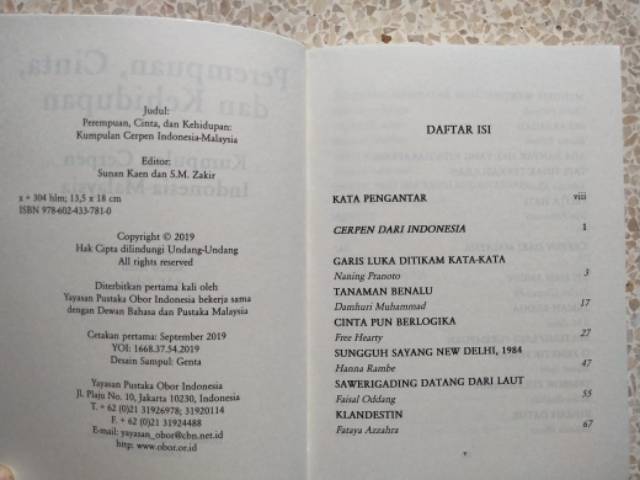 Judul:
Perempuan, Cinta, dan Kehidupan:
Kumpulan Cerpen Indonesia-Malaysia
Editor:
Sunan Kaen dan S.M. Zakir
x + 304 hlm; 13,5 x 18 cm
ISBN 978-602-433-781-0
Copyright © 2019
Hak Cipta dilindungi Undang-Undang
All rights reserved
Diterbitkan pertama kali oleh
Yayasan Pustaka Obor Indonesia bekerja sama
dengan Dewan Bahasa dan Pustaka Malaysia
Cetakan pertama: September 2019
YOI: 1668.37.54.2019
Desain Sampul: Genta
Yayasan Pustaka Obor Indonesia
Jl. Plaju No. 10, Jakarta 10230, Indonesia
T. + 62 (0)21 31926978; 31920114
F. + 62 (0)21 31924488
E-mail: yayasan_obor@cbn.net.id
http: www.obor.or.id
DAFTAR ISI
KATA PENGANTAR viii
CERPEN DARI INDONESIA 1
GARIS LUKA DITIKAM KATA-KATA
Naning Pranoto 3
TANAMAN BENALU
Damhuri Muhammad 17
CINTA PUN BERLOGIKA
Free Hearty 27
SUNGGUH SAYANG NEW DELHI, 1984
Hanna Rambe 47
SAWERIGADING DATANG DARI LAUT
Faisal Oddang 55
KLANDESTIN
Fataya Azzahra 67
v